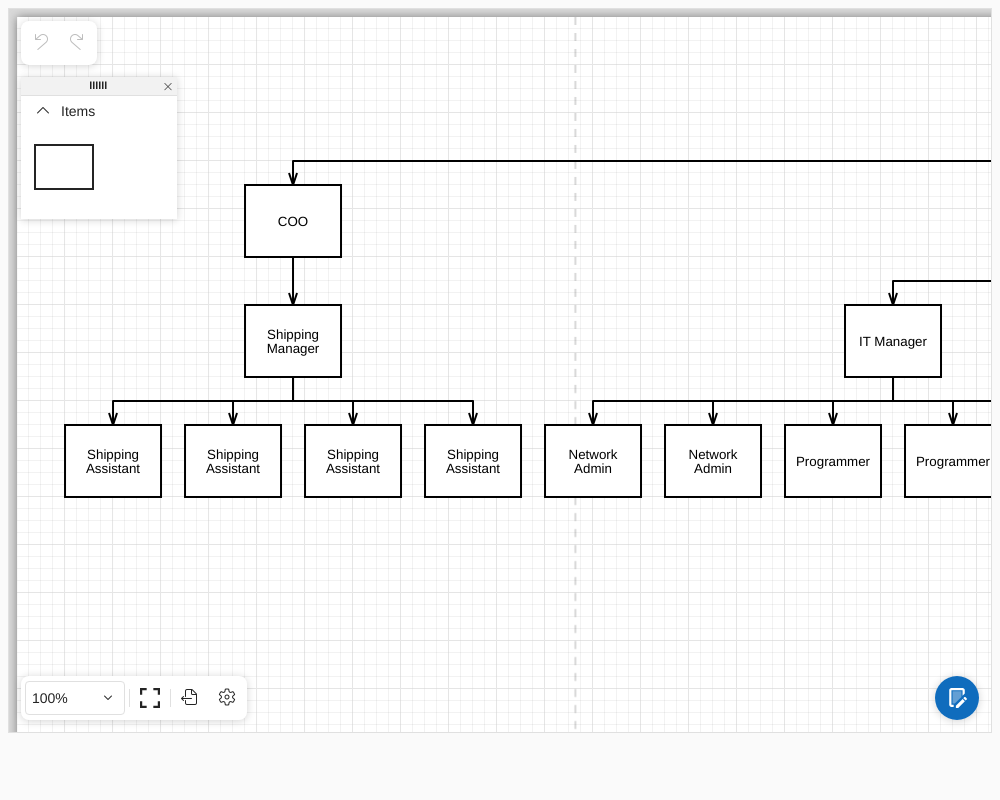 Items
COO
Shipping
Manager
IT Manager
Shipping
Assistant
Shipping
Assistant
Shipping
Assistant
Shipping
Assistant
Network
Admin
Network
Admin
Programmer
Programmer
100%